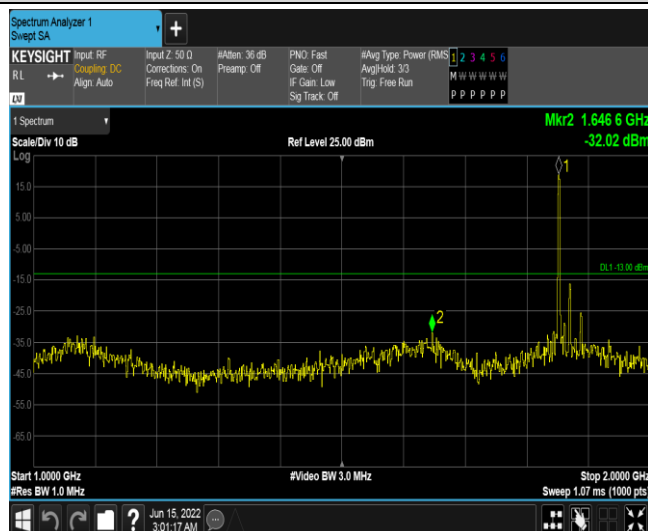 Spectrum Analyzer 1
Swept SA
+
KEYSIGHT
RL
LXI
Input: RF
Coupling: DC
Align: Auto
Input Z: 50 Ω
Corrections: On
Freq Ref: Int (S)
#Atten: 36 dB
Preamp: Off
PNO: Fast
Gate: Off
IF Gain: Low
Sig Track: Off
#Avg Type: Power (RMS
Avg|Hold: 3/3
Trig: Free Run
1 2 3 4 5 6
M W W W W W
P P P P P P
1 Spectrum
Mkr2 1.646 6 GHz
Scale/Div 10 dB
Ref Level 25.00 dBm
-32.02 dBm
Log
1
15.0
5.00
-5.00
DL1 -13.00 dBm
-15.0
-25.0
2
-35.0
-45.0
-55.0
-65.0
Start 1.0000 GHz
#Video BW 3.0 MHz
Stop 2.0000 GHz
#Res BW 1.0 MHz
Sweep 1.07 ms (1000 pts)
?
Jun 15, 2022
3:01:17 AM